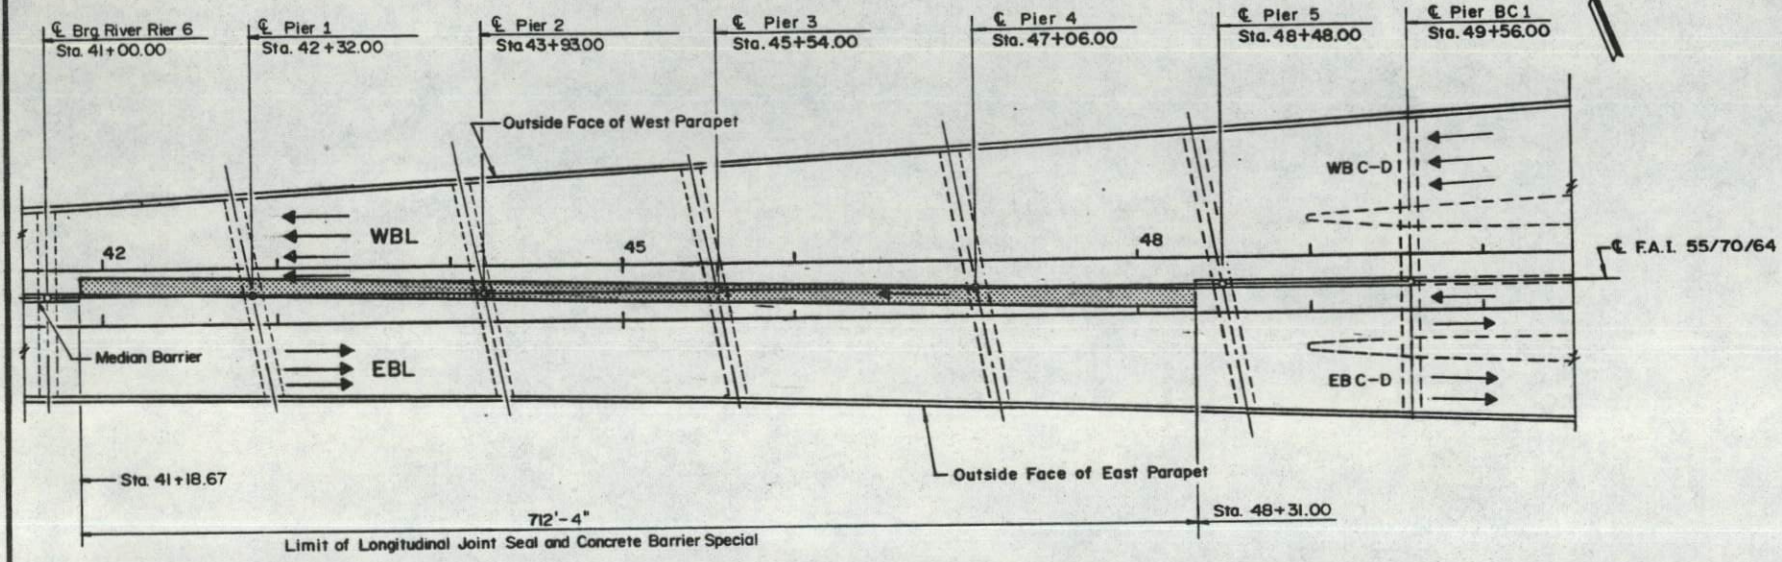 ℄ Brg River Rier 6
Sta. 41+00.00
℄ Pier 1
Sta. 42+32.00
℄ Pier 2
Sta 43+93.00
℄ Pier 3
Sta. 45+54.00
℄ Pier 4
Sta. 47+06.00
℄ Pier 5
Sta. 48+48.00
℄ Pier BC 1
Sta. 49+56.00
Outside Face of West Parapet
WB C-D
WBL
42
45
48
℄ F.A.I. 55/70/64
Median Barrier
EBL
EB C-D
Sta. 41+18.67
Outside Face of East Parapet
712'-4"
Sta. 48+31.00
Limit of Longitudinal Joint Seal and Concrete Barrier Special